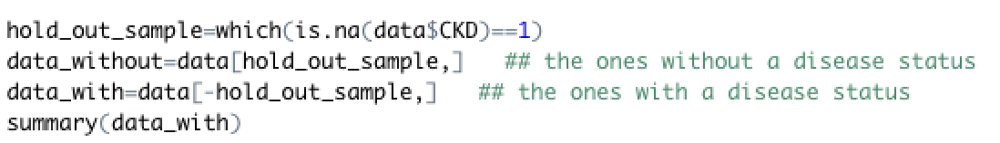 hold_out_sample=which(is.na(data$CKD)==1)
data_without=data[hold_out_sample,]   ## the ones without a disease status
data_with=data[-hold_out_sample,]   ## the ones with a disease status
summary(data_with)